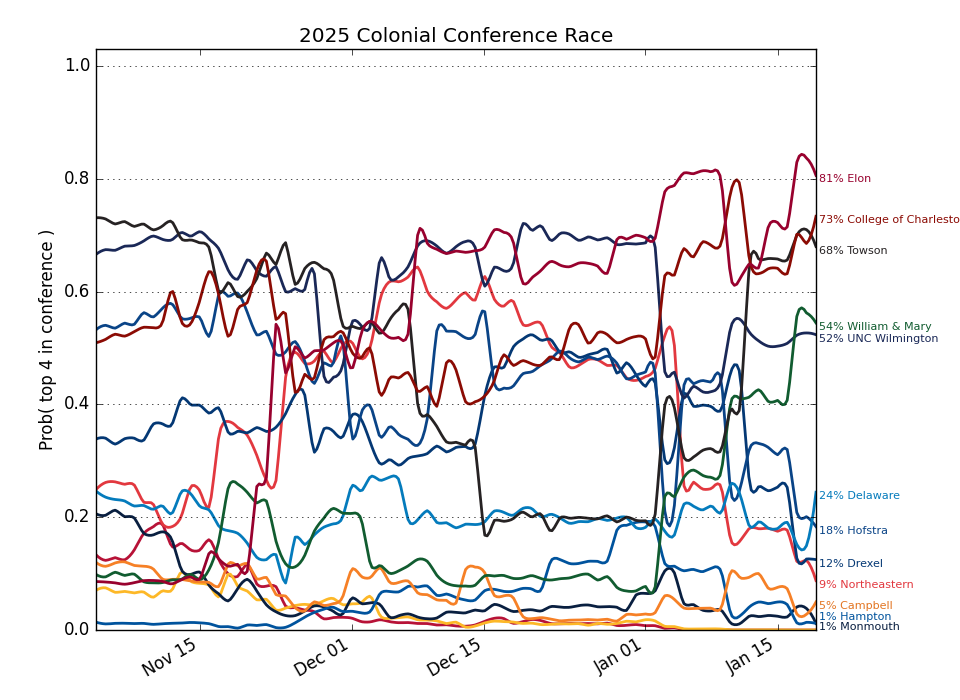 2025 Colonial Conference Race
Prob( top 4 in conference )
1.0
0.8
0.6
0.4
0.2
0.0
Nov 15
Dec 01
Dec 15
Jan 01
Jan 15
81% Elon
73% College of Charlesto
68% Towson
54% William & Mary
52% UNC Wilmington
24% Delaware
18% Hofstra
12% Drexel
9% Northeastern
5% Campbell
1% Hampton
1% Monmouth